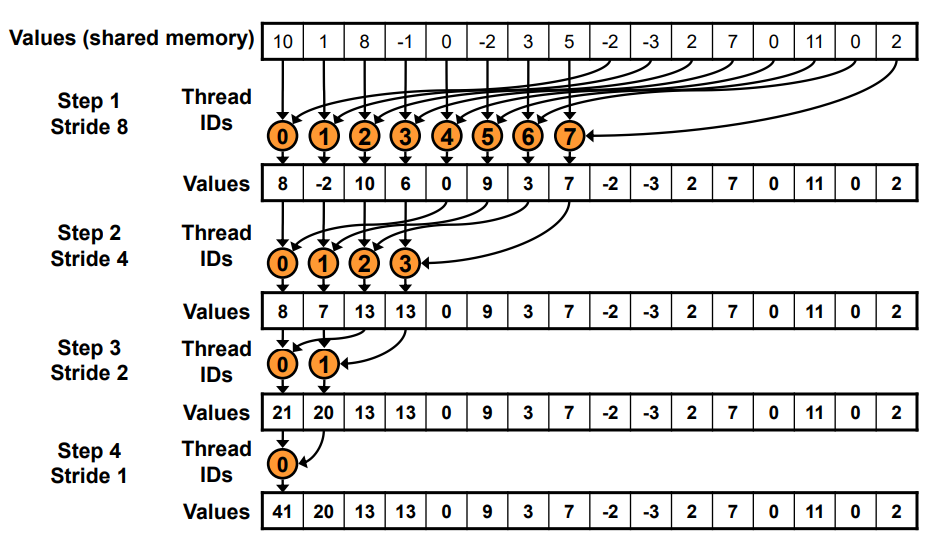 Values (shared memory) 10 1 8 -1 0 -2 3 5 -2 -3 2 7 0 11 0 2
Step 1 Thread
Stride 8 IDs
0 1 2 3 4 5 6 7
Values 8 -2 10 6 0 9 3 7 -2 -3 2 7 0 11 0 2
Step 2 Thread
Stride 4 IDs
0 1 2 3
Values 8 7 13 13 0 9 3 7 -2 -3 2 7 0 11 0 2
Step 3 Thread
Stride 2 IDs
0 1
Values 21 20 13 13 0 9 3 7 -2 -3 2 7 0 11 0 2
Step 4 Thread
Stride 1 IDs
0
Values 41 20 13 13 0 9 3 7 -2 -3 2 7 0 11 0 2